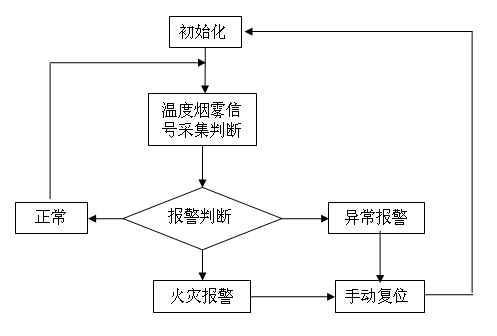 初始化
温度烟雾信
号采集判断
正常
报警判断
异常报警
火灾报警
手动复位